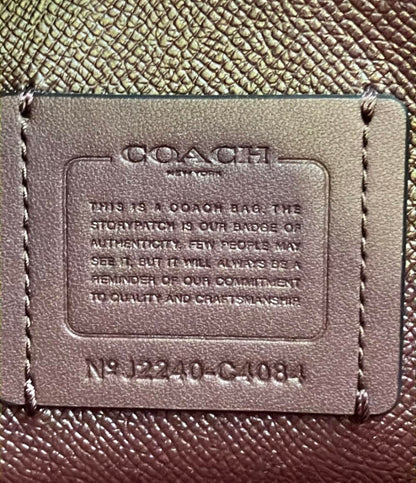 COACH
NEW YORK
THIS IS A COACH BAG. THE
STORYPATCH IS OUR BADGE OF
AUTHENTICITY. FEW PEOPLE MAY
SEE IT, BUT IT WILL ALWAYS BE A
REMINDER OF OUR COMMITMENT
TO QUALITY AND CRAFTSMANSHIP.
Nº J2240-C4084